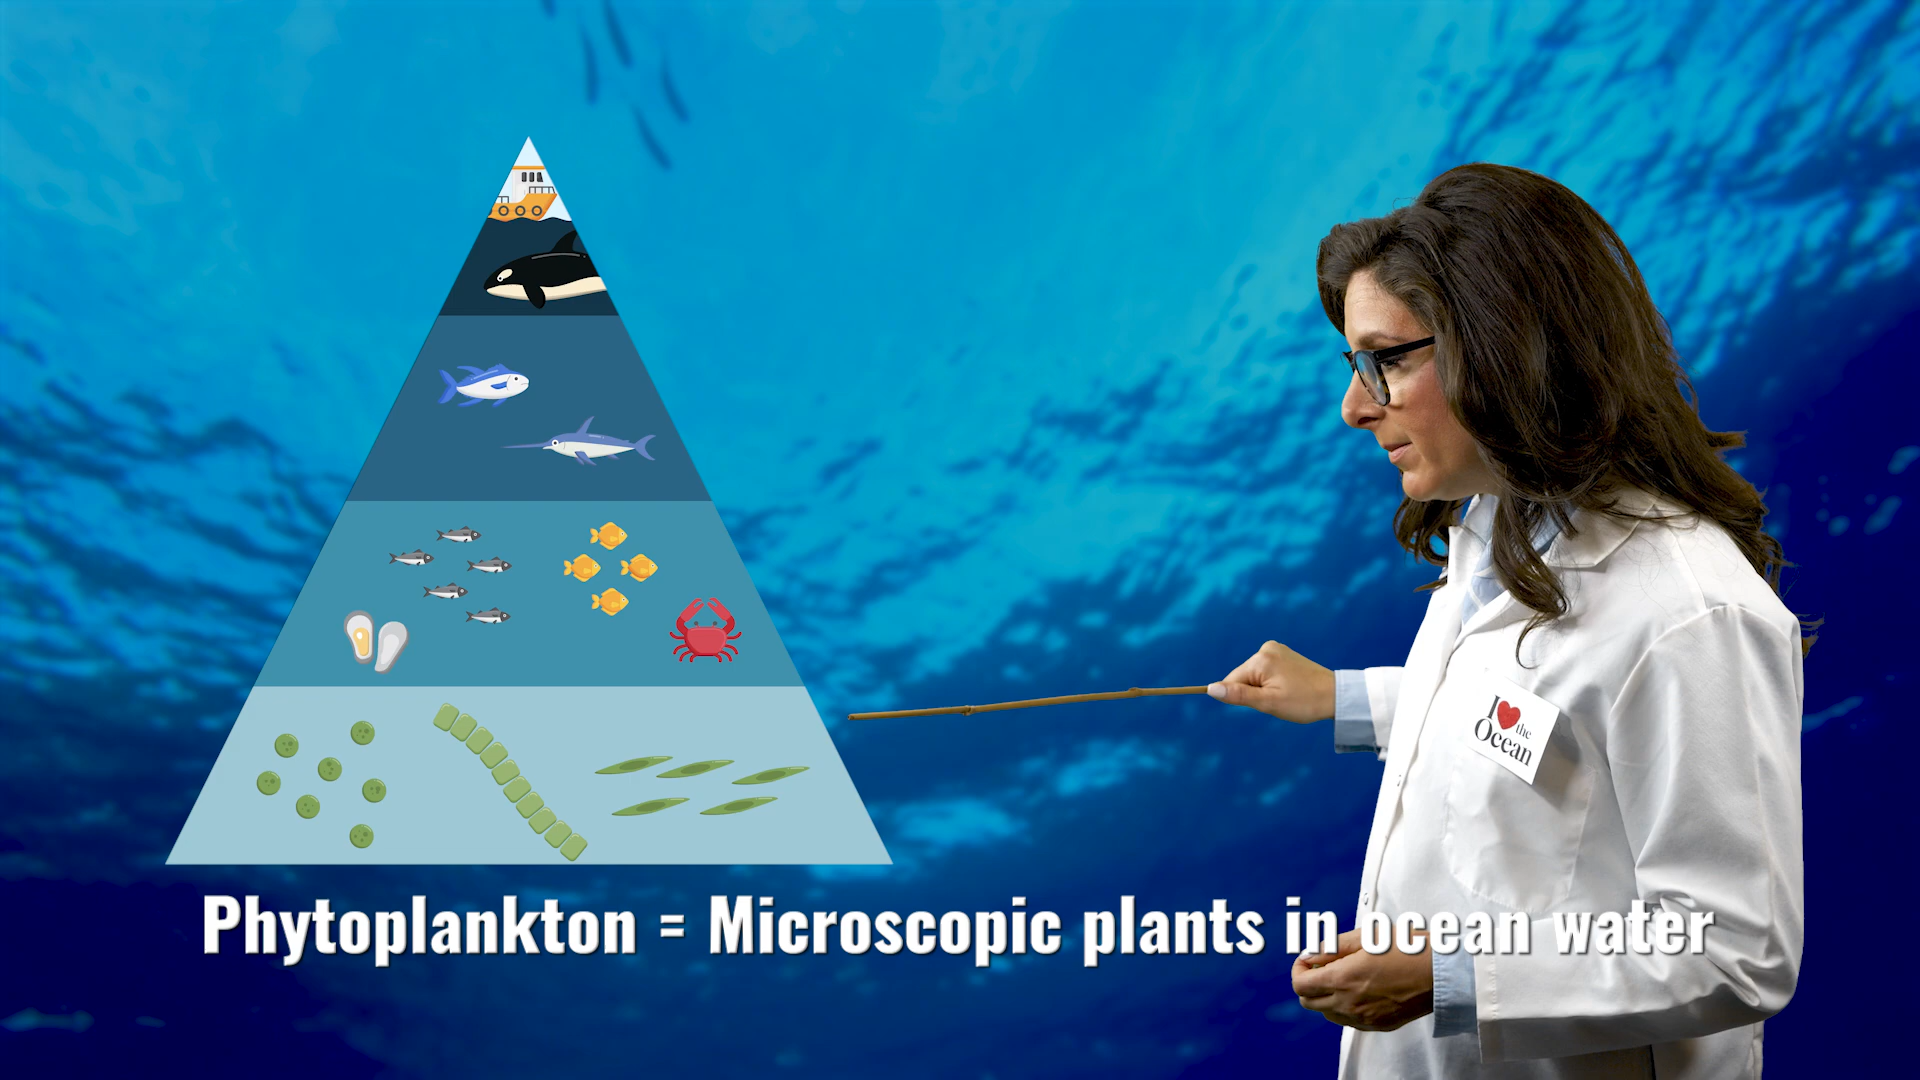 I ❤ the
Ocean
Phytoplankton = Microscopic plants in ocean water